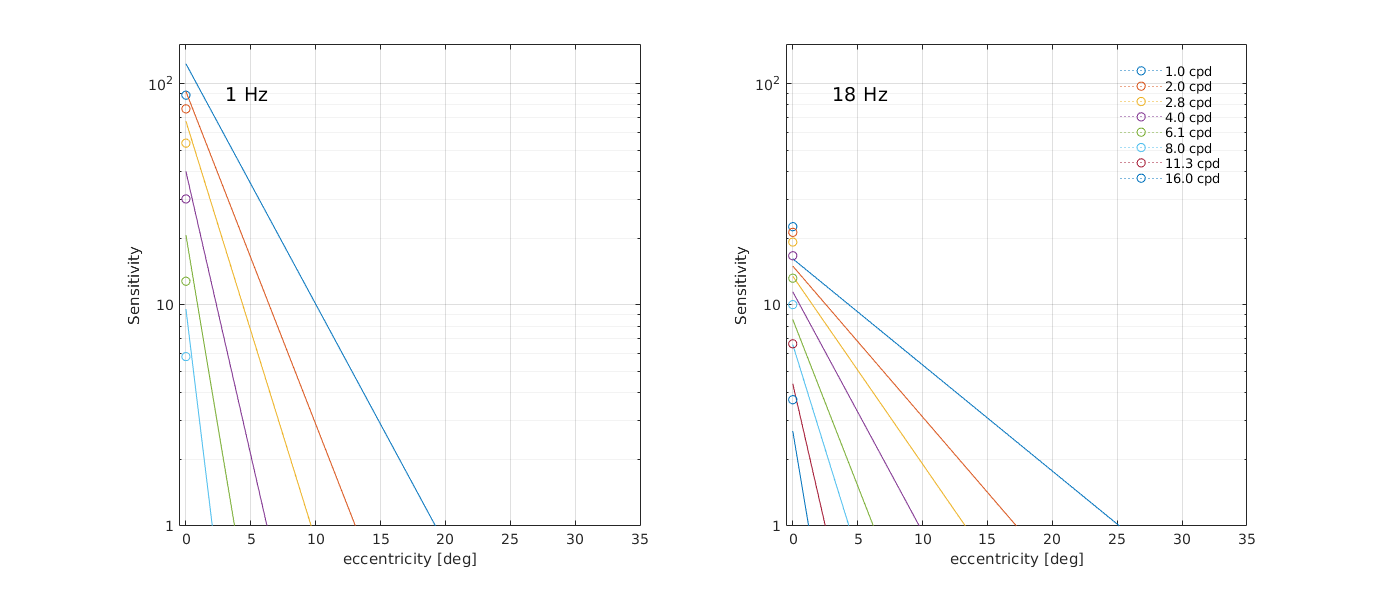 1 Hz
10²
10
1
Sensitivity
0 5 10 15 20 25 30 35
eccentricity [deg]
18 Hz
1.0 cpd
2.0 cpd
2.8 cpd
4.0 cpd
6.1 cpd
8.0 cpd
11.3 cpd
16.0 cpd
10²
10
1
Sensitivity
0 5 10 15 20 25 30 35
eccentricity [deg]